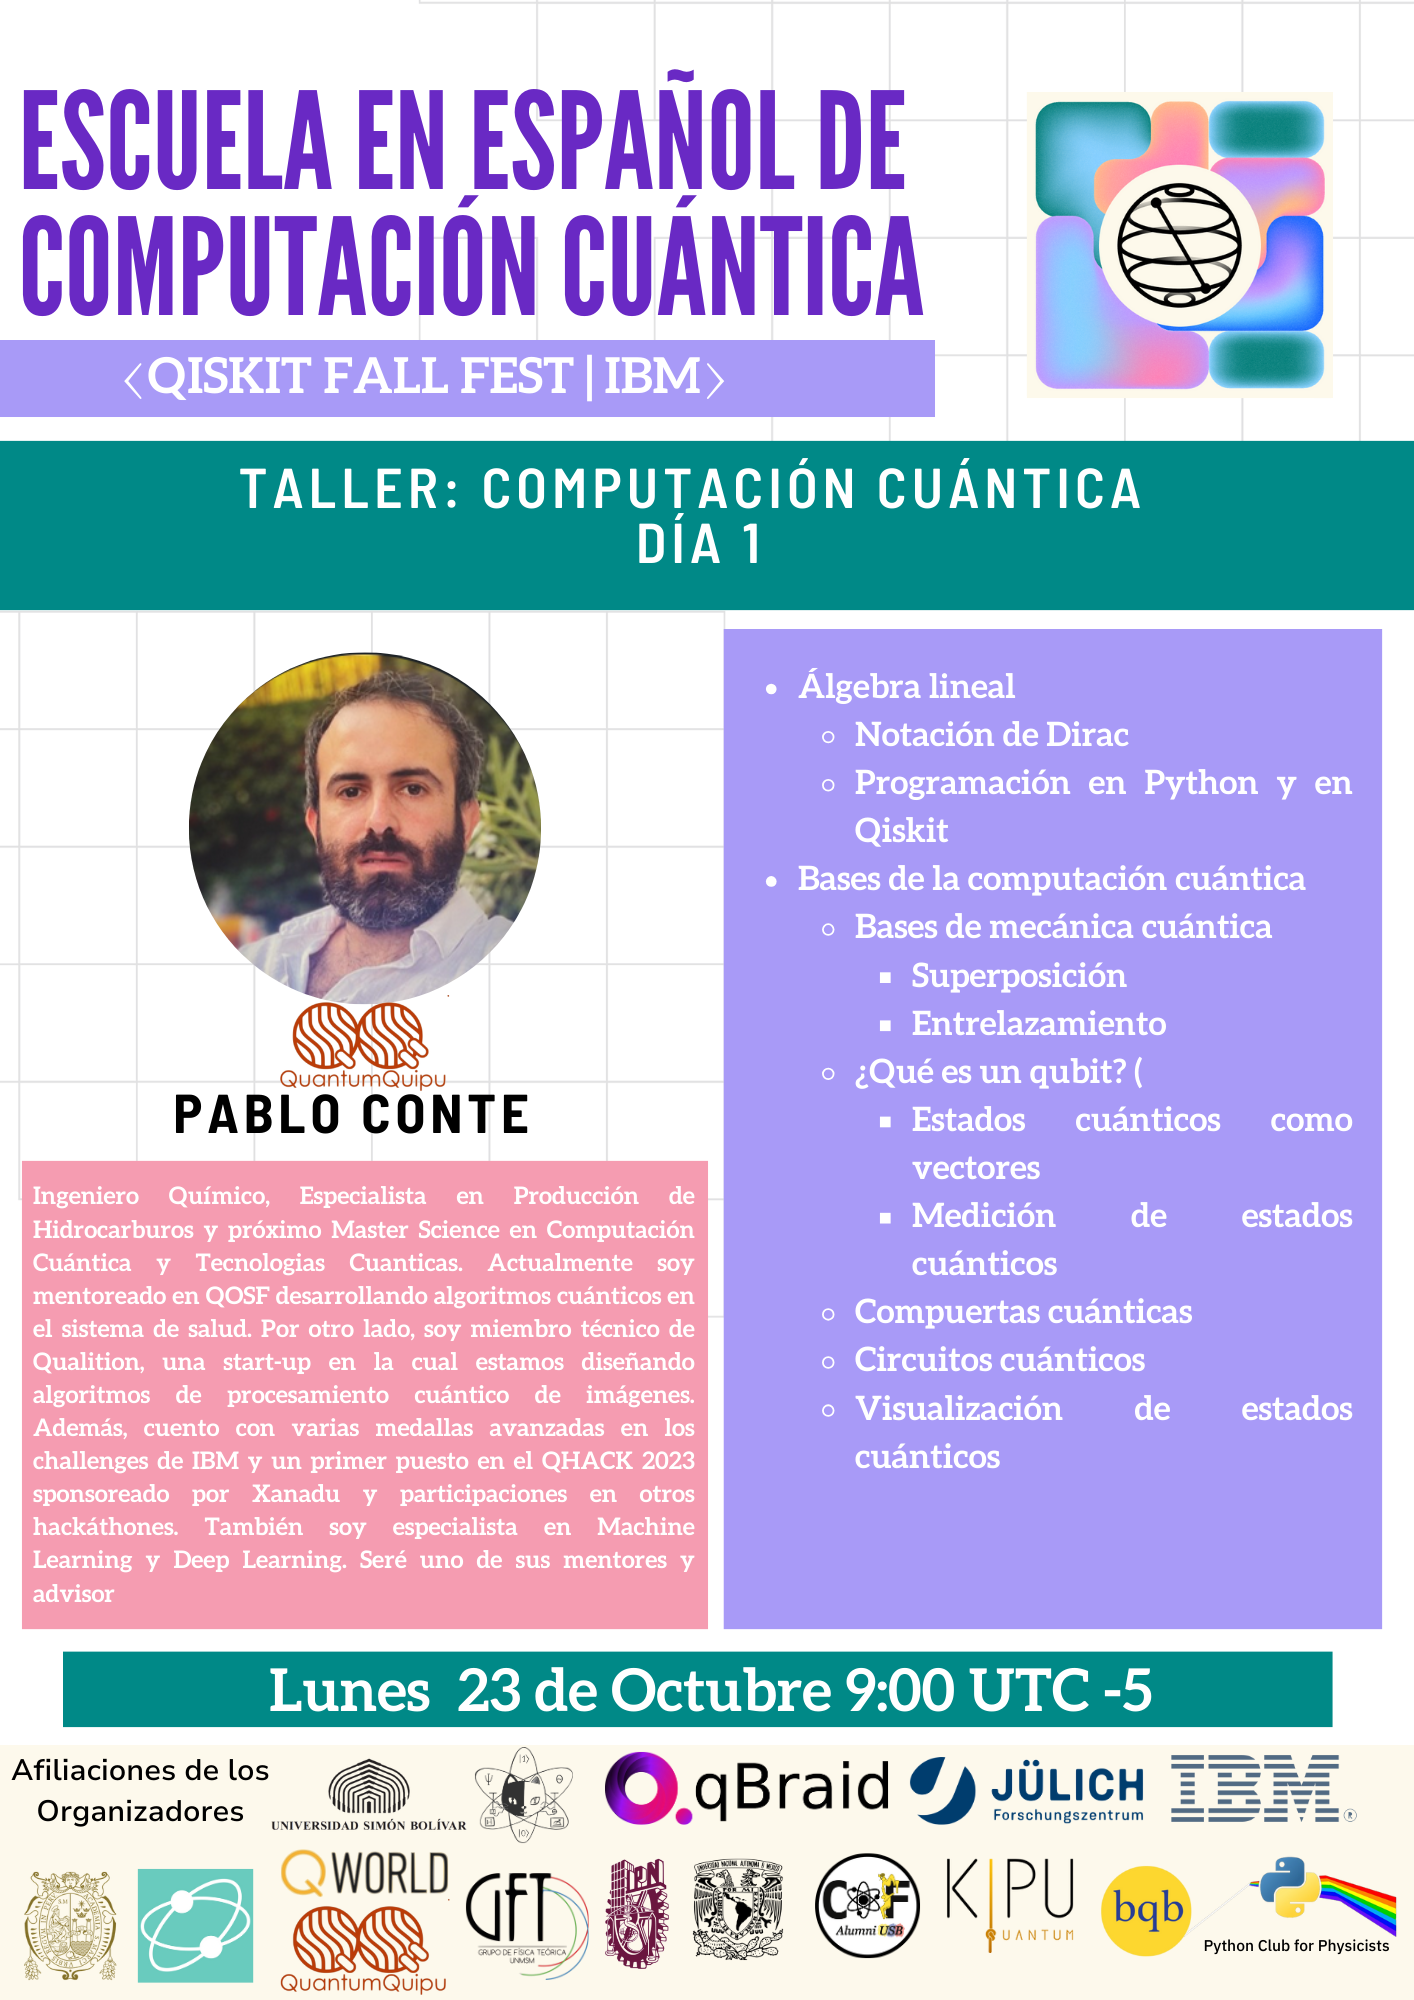 ESCUELA EN ESPAÑOL DE
COMPUTACIÓN CUÁNTICA
〈QISKIT FALL FEST | IBM〉
TALLER: COMPUTACIÓN CUÁNTICA
DÍA 1
QuantumQuipu
PABLO CONTE
Ingeniero Químico, Especialista en Producción de
Hidrocarburos y próximo Master Science en Computación
Cuántica y Tecnologias Cuanticas. Actualmente soy
mentoreado en QOSF desarrollando algoritmos cuánticos en
el sistema de salud. Por otro lado, soy miembro técnico de
Qualition, una start-up en la cual estamos diseñando
algoritmos de procesamiento cuántico de imágenes.
Además, cuento con varias medallas avanzadas en los
challenges de IBM y un primer puesto en el QHACK 2023
sponsoreado por Xanadu y participaciones en otros
hackáthones. También soy especialista en Machine
Learning y Deep Learning. Seré uno de sus mentores y
advisor
• Álgebra lineal
○ Notación de Dirac
○ Programación en Python y en
Qiskit
• Bases de la computación cuántica
○ Bases de mecánica cuántica
▪ Superposición
▪ Entrelazamiento
○ ¿Qué es un qubit? (
▪ Estados cuánticos como
vectores
▪ Medición de estados
cuánticos
○ Compuertas cuánticas
○ Circuitos cuánticos
○ Visualización de estados
cuánticos
Lunes 23 de Octubre 9:00 UTC -5
Afiliaciones de los
Organizadores
UNIVERSIDAD SIMÓN BOLÍVAR
|1⟩
Ψ
|0⟩
qBraid
JÜLICH
Forschungszentrum
IBM®
QWORLD
QuantumQuipu
GFT
GRUPO DE FÍSICA TEÓRICA
UNMSM
IPN
CF
Alumni USB
KIPU
QUANTUM
bqb
Python Club for Physicists